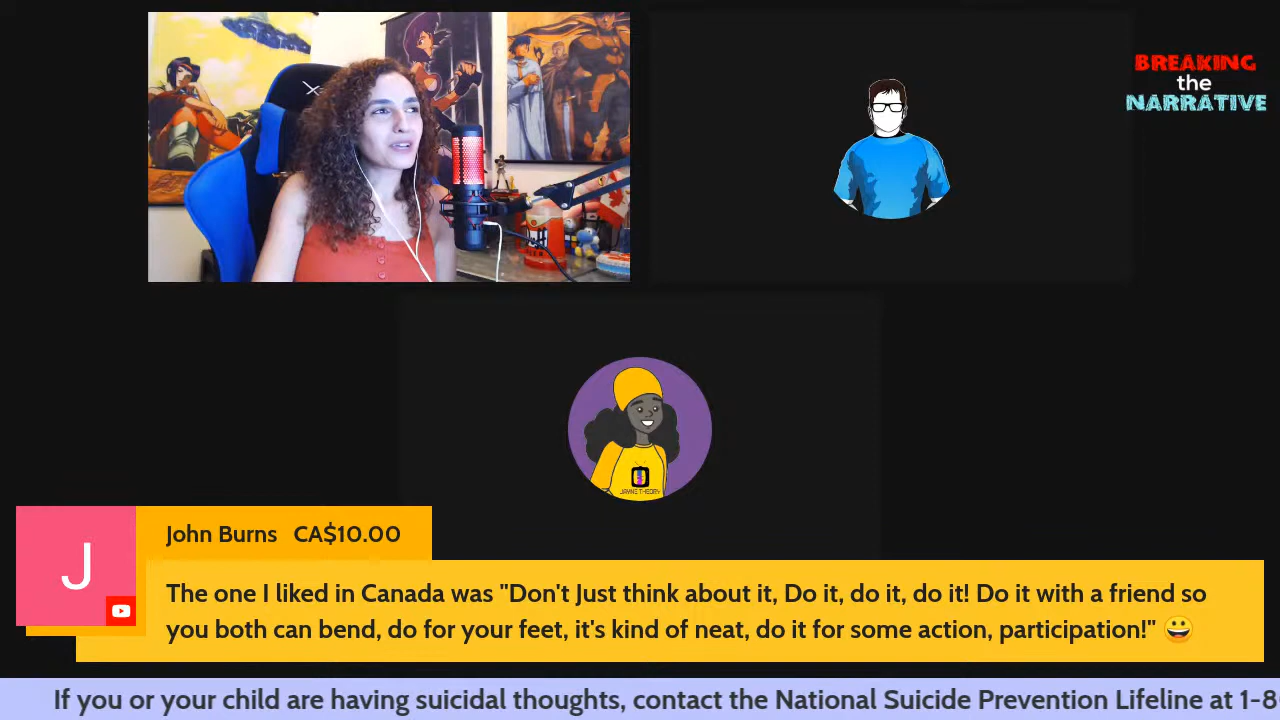 BREAKING
the
NARRATIVE
JAYNE THEORY
J
John Burns CA$10.00
The one I liked in Canada was "Don't Just think about it, Do it, do it, do it! Do it with a friend so
you both can bend, do for your feet, it's kind of neat, do it for some action, participation!" 😀
If you or your child are having suicidal thoughts, contact the National Suicide Prevention Lifeline at 1-8